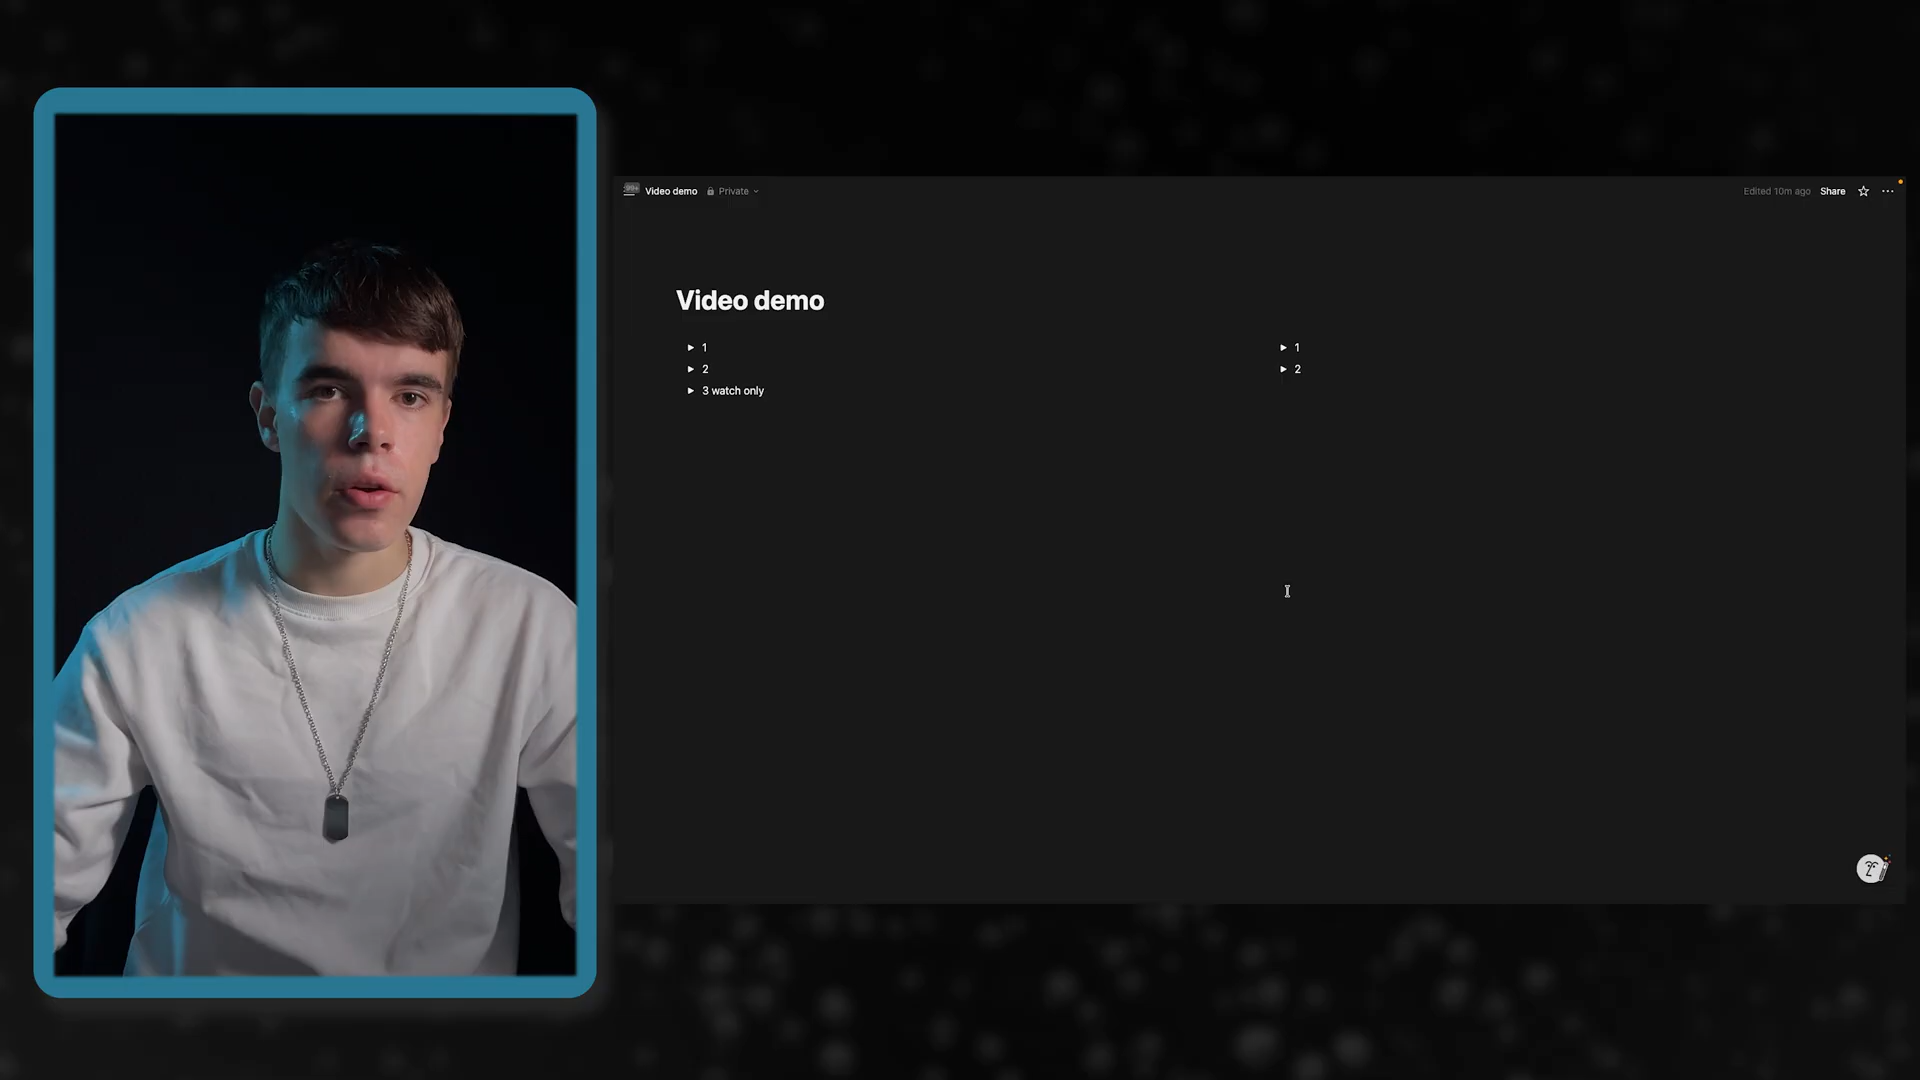 Video demo Private
Edited 10m ago Share
Video demo
1
2
3 watch only
1
2